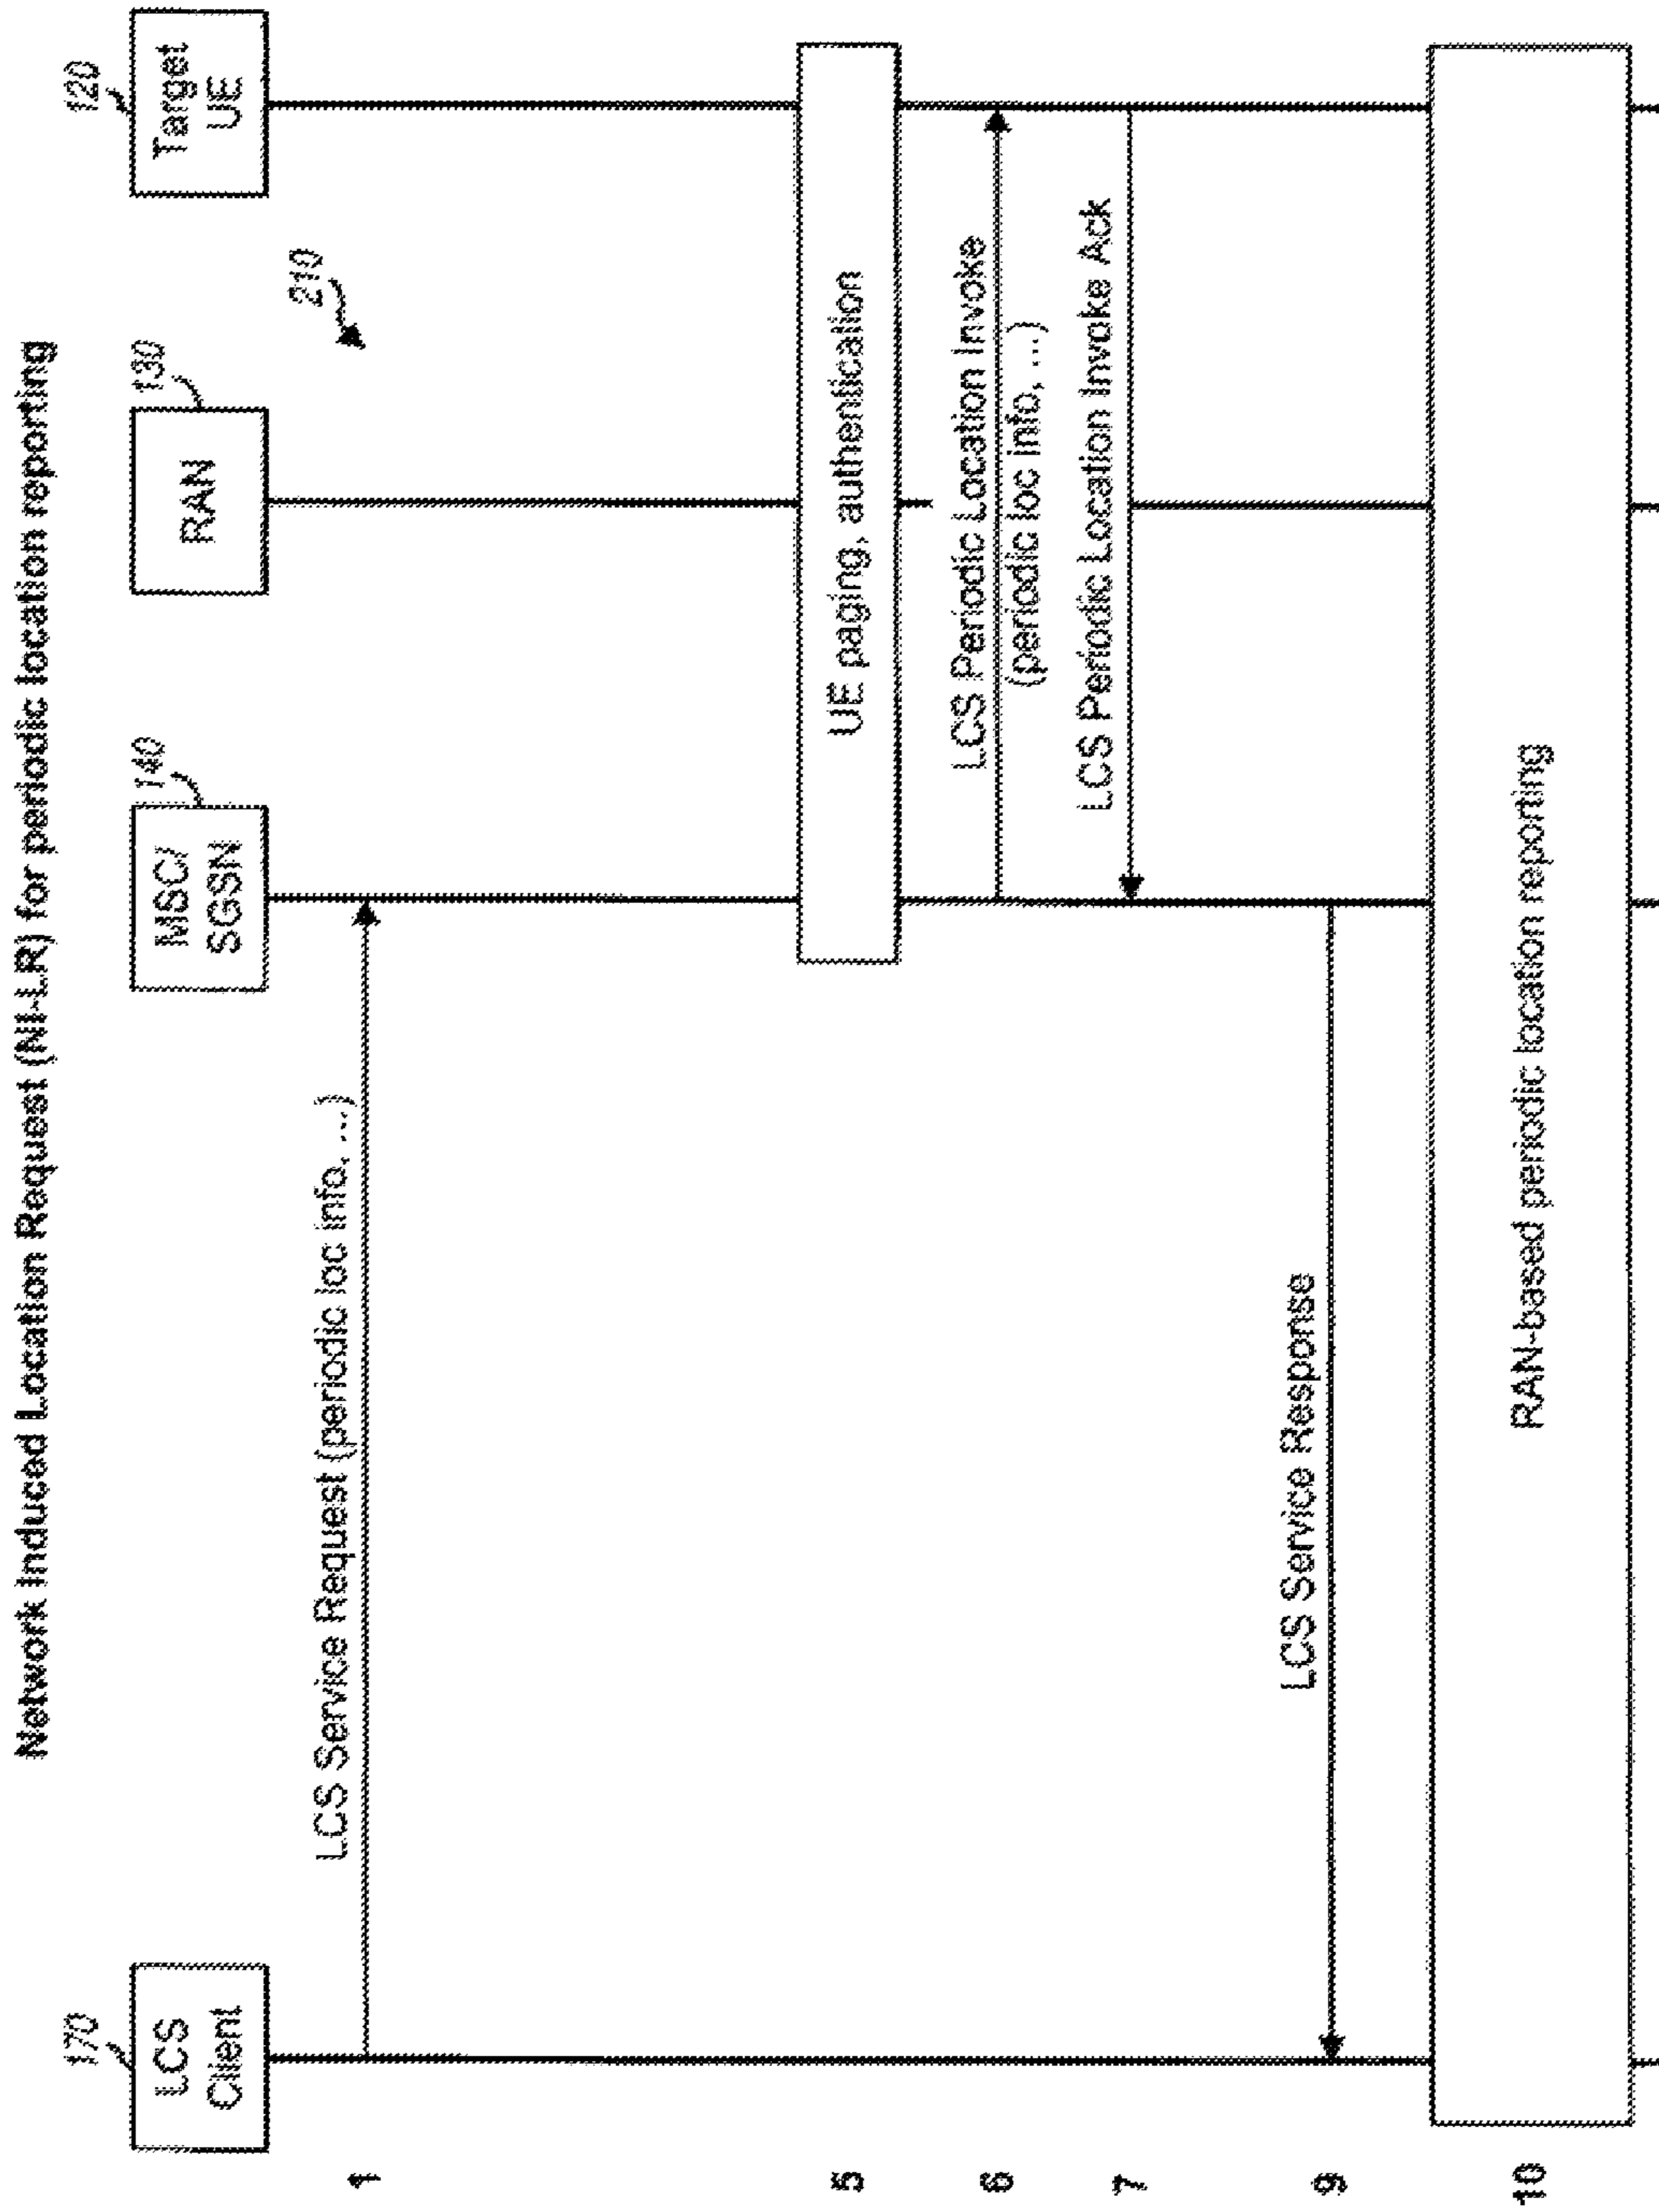 Network Induced Location Request (NI-LR) for periodic location reporting
170
LCS
Client
140
MSC/
SGSN
130
RAN
120
Target
UE
210
1
LCS Service Request (periodic loc info, ...)
5
UE paging, authentication
6
LCS Periodic Location Invoke
(periodic loc info, ...)
7
LCS Periodic Location Invoke Ack
9
LCS Service Response
10
RAN-based periodic location reporting